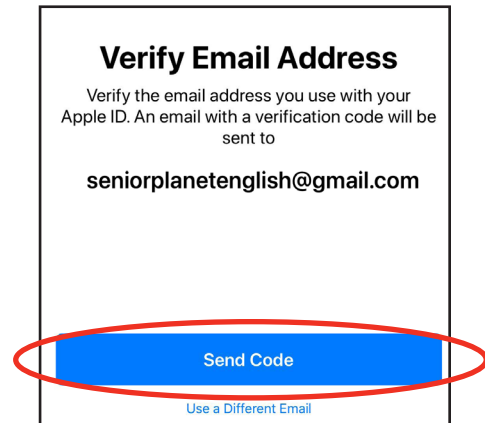 Verify Email Address
Verify the email address you use with your
Apple ID. An email with a verification code will be
sent to
seniorplanetenglish@gmail.com
Send Code
Use a Different Email